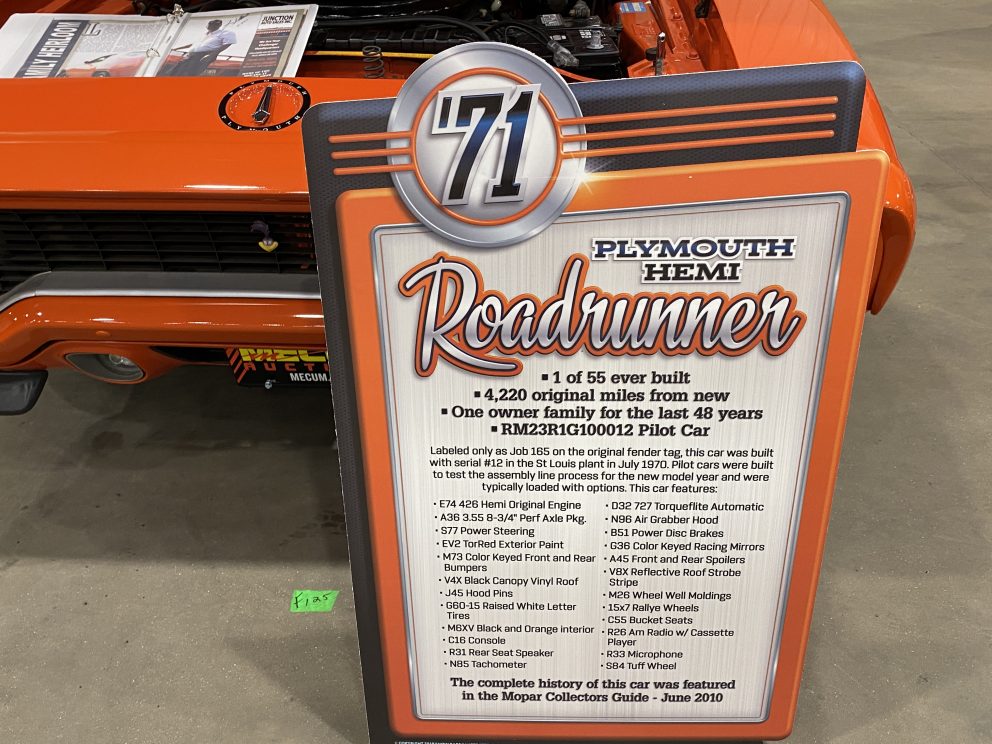 JUNCTION
AUTO SALES INC.
FAMILY HEIRLOOM
PLYMOUTH
PLYMOUTH
'71
PLYMOUTH
HEMI
Roadrunner
▪ 1 of 55 ever built
▪ 4,220 original miles from new
▪ One owner family for the last 48 years
▪ RM23R1G100012 Pilot Car
Labeled only as Job 165 on the original fender tag, this car was built
with serial #12 in the St Louis plant in July 1970. Pilot cars were built
to test the assembly line process for the new model year and were
typically loaded with options. This car features:
• E74 426 Hemi Original Engine
• A36 3.55 8-3/4" Perf Axle Pkg.
• S77 Power Steering
• EV2 TorRed Exterior Paint
• M73 Color Keyed Front and Rear
Bumpers
• V4X Black Canopy Vinyl Roof
• J45 Hood Pins
• G60-15 Raised White Letter
Tires
• M6XV Black and Orange interior
• C16 Console
• R31 Rear Seat Speaker
• N85 Tachometer
• D32 727 Torqueflite Automatic
• N96 Air Grabber Hood
• B51 Power Disc Brakes
• G36 Color Keyed Racing Mirrors
• A45 Front and Rear Spoilers
• V8X Reflective Roof Strobe
Stripe
• M26 Wheel Well Moldings
• 15x7 Rallye Wheels
• C55 Bucket Seats
• R26 Am Radio w/ Cassette
Player
• R33 Microphone
• S84 Tuff Wheel
The complete history of this car was featured
in the Mopar Collectors Guide - June 2010
MECUM.
F125